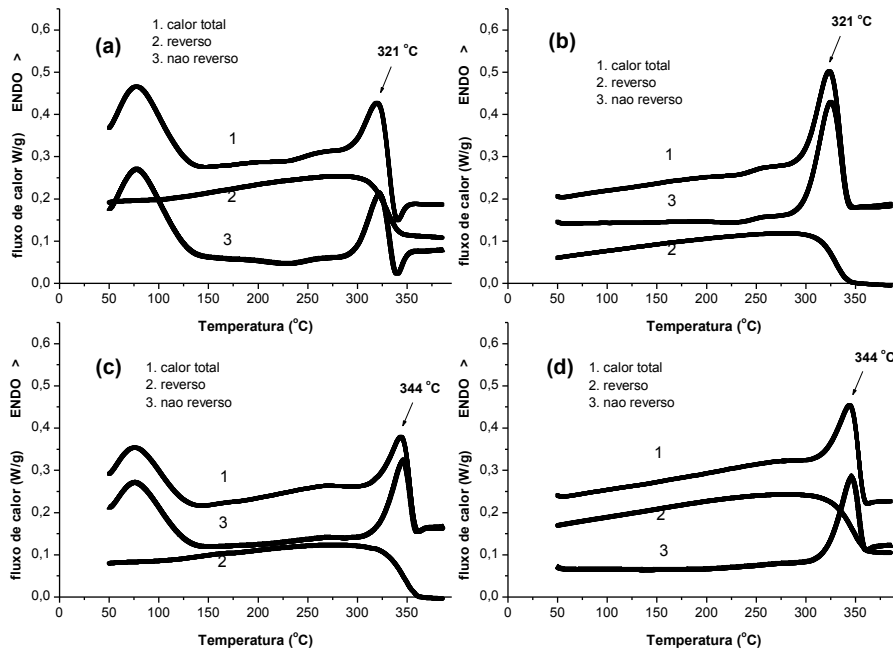 (a)
1. calor total
2. reverso
3. nao reverso
321 °C
1
2
3
fluxo de calor W/g) ENDO >
0,6
0,5
0,4
0,3
0,2
0,1
0,0
0 50 100 150 200 250 300 350
Temperatura (°C)
(b)
1. calor total
2. reverso
3. nao reverso
321 °C
1
3
2
fluxo de calor (W/g) ENDO >
0,6
0,5
0,4
0,3
0,2
0,1
0,0
0 50 100 150 200 250 300 350
Temperatura (°C)
(c)
1. calor total
2. reverso
3. nao reverso
344 °C
1
3
2
fluxo de calor (W/g) ENDO >
0,6
0,5
0,4
0,3
0,2
0,1
0,0
0 50 100 150 200 250 300 350
Temperatura (°C)
(d)
1. calor total
2. reverso
3. nao reverso
344 °C
1
2
3
fluxo de calor (W/g) ENDO >
0,6
0,5
0,4
0,3
0,2
0,1
0,0
0 50 100 150 200 250 300 350
Temperatura (°C)